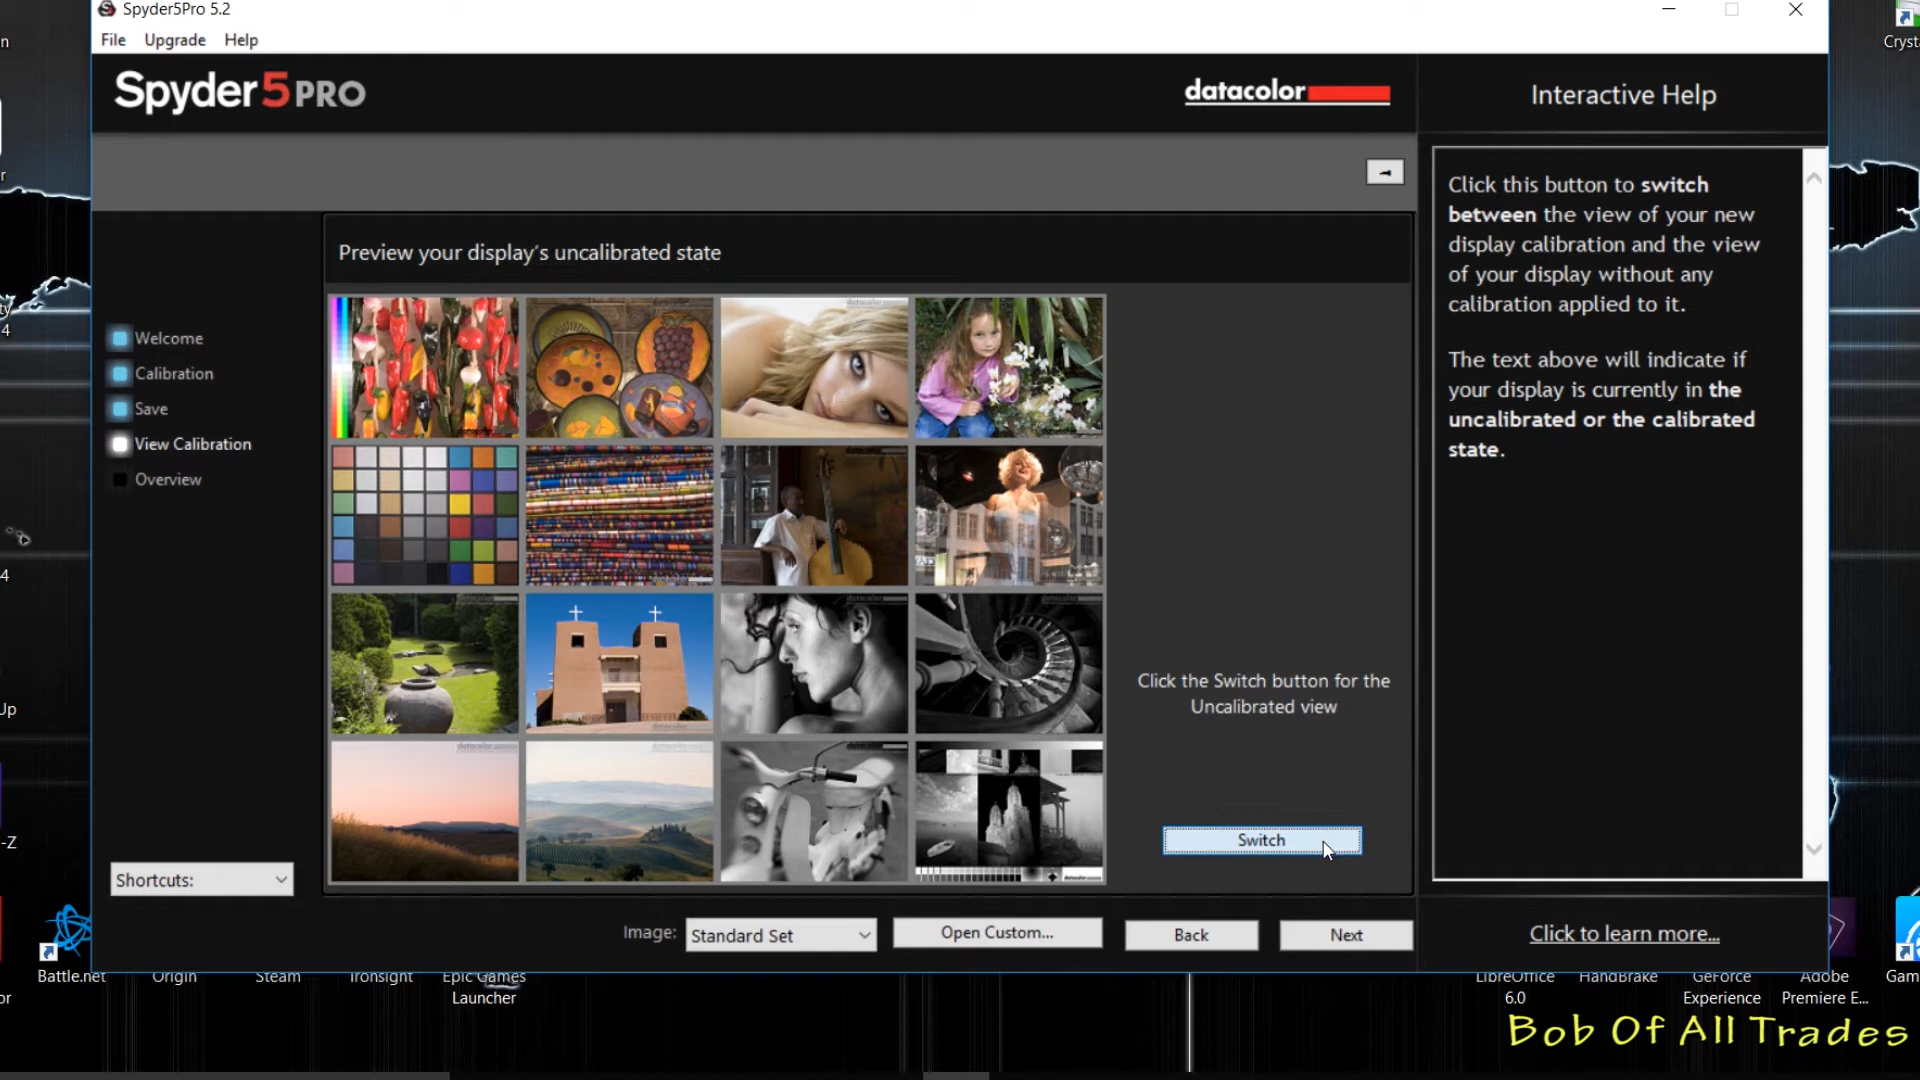 Spyder5Pro 5.2
File Upgrade Help
Spyder5PRO
datacolor
Interactive Help
Click this button to switch
between the view of your new
display calibration and the view
of your display without any
calibration applied to it.
The text above will indicate if
your display is currently in the
uncalibrated or the calibrated
state.
Preview your display's uncalibrated state
Welcome
Calibration
Save
View Calibration
Overview
Click the Switch button for the
Uncalibrated view
Switch
Shortcuts:
Image: Standard Set Open Custom... Back Next
Click to learn more...
Battle.net Origin Steam Ironsight Epic Games
Launcher
LibreOffice
6.0
HandBrake
GeForce
Experience
Adobe
Premiere E...
Bob Of All Trades